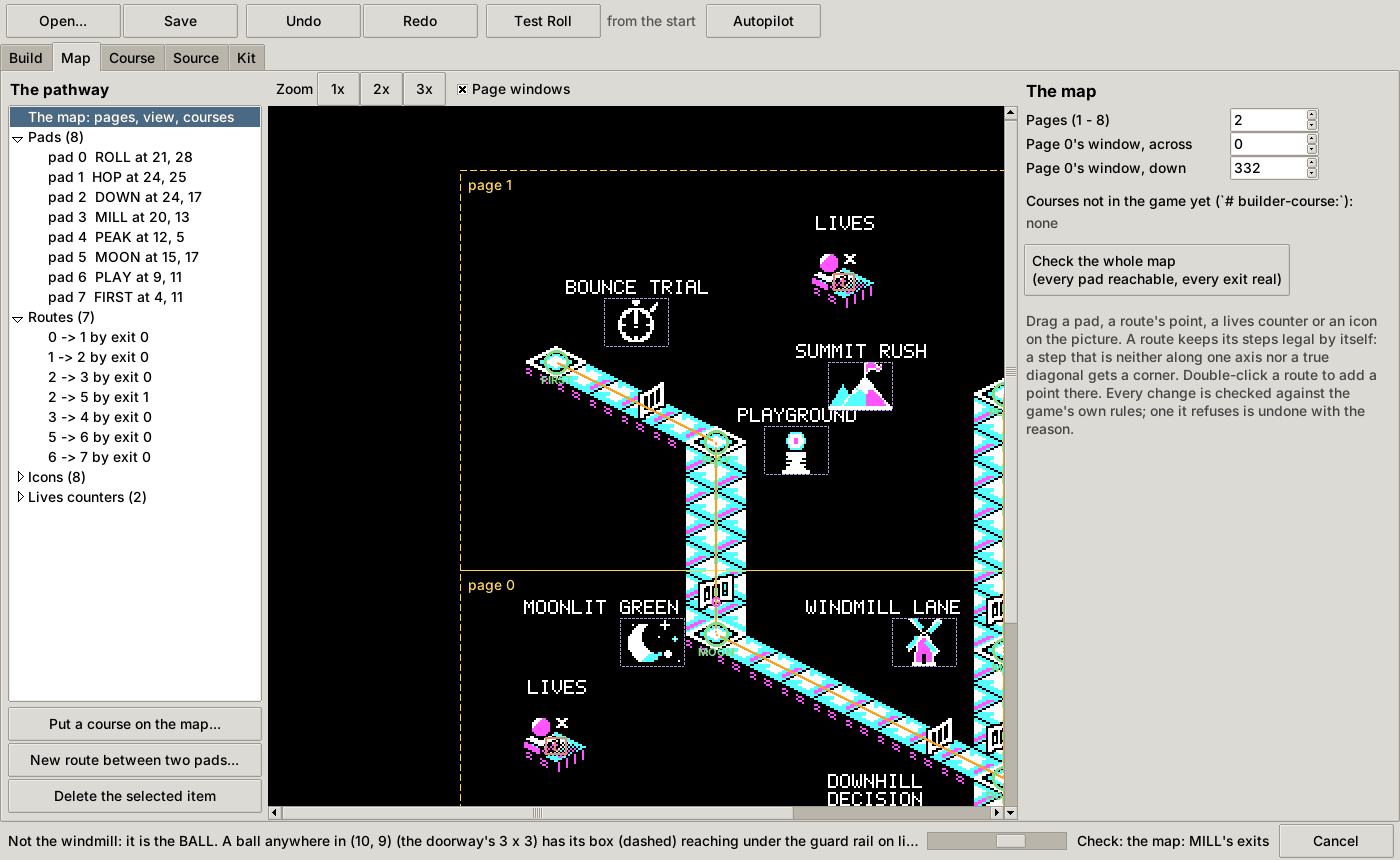 Open... Save Undo Redo Test Roll from the start Autopilot
Build Map Course Source Kit
The pathway
The map: pages, view, courses
Pads (8)
pad 0 ROLL at 21, 28
pad 1 HOP at 24, 25
pad 2 DOWN at 24, 17
pad 3 MILL at 20, 13
pad 4 PEAK at 12, 5
pad 5 MOON at 15, 17
pad 6 PLAY at 9, 11
pad 7 FIRST at 4, 11
Routes (7)
0 -> 1 by exit 0
1 -> 2 by exit 0
2 -> 3 by exit 0
2 -> 5 by exit 1
3 -> 4 by exit 0
5 -> 6 by exit 0
6 -> 7 by exit 0
Icons (8)
Lives counters (2)
Put a course on the map...
New route between two pads...
Delete the selected item
Zoom 1x 2x 3x Page windows
page 1
LIVES
BOUNCE TRIAL
SUMMIT RUSH
PLAYGROUND
page 0
MOONLIT GREEN
WINDMILL LANE
LIVES
DOWNHILL
DECISION
The map
Pages (1 - 8) 2
Page 0's window, across 0
Page 0's window, down 332
Courses not in the game yet (`# builder-course:`):
none
Check the whole map
(every pad reachable, every exit real)
Drag a pad, a route's point, a lives counter or an icon
on the picture. A route keeps its steps legal by itself:
a step that is neither along one axis nor a true
diagonal gets a corner. Double-click a route to add a
point there. Every change is checked against the
game's own rules; one it refuses is undone with the
reason.
Not the windmill: it is the BALL. A ball anywhere in (10, 9) (the doorway's 3 x 3) has its box (dashed) reaching under the guard rail on li...
Check: the map: MILL's exits
Cancel